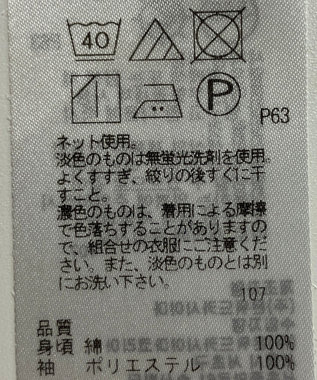 40
P
P63
ネット使用。
淡色のものは無蛍光洗剤を使用。
よくすすぎ、絞りの後すぐに干
すこと。
濃色のものは、着用による摩擦
で色落ちすることがありますの
で、組合せの衣服にご注意くだ
さい。また、淡色のものとは別
にお洗い下さい。
107
品質
身頃 綿 100%
袖 ポリエステル 100%